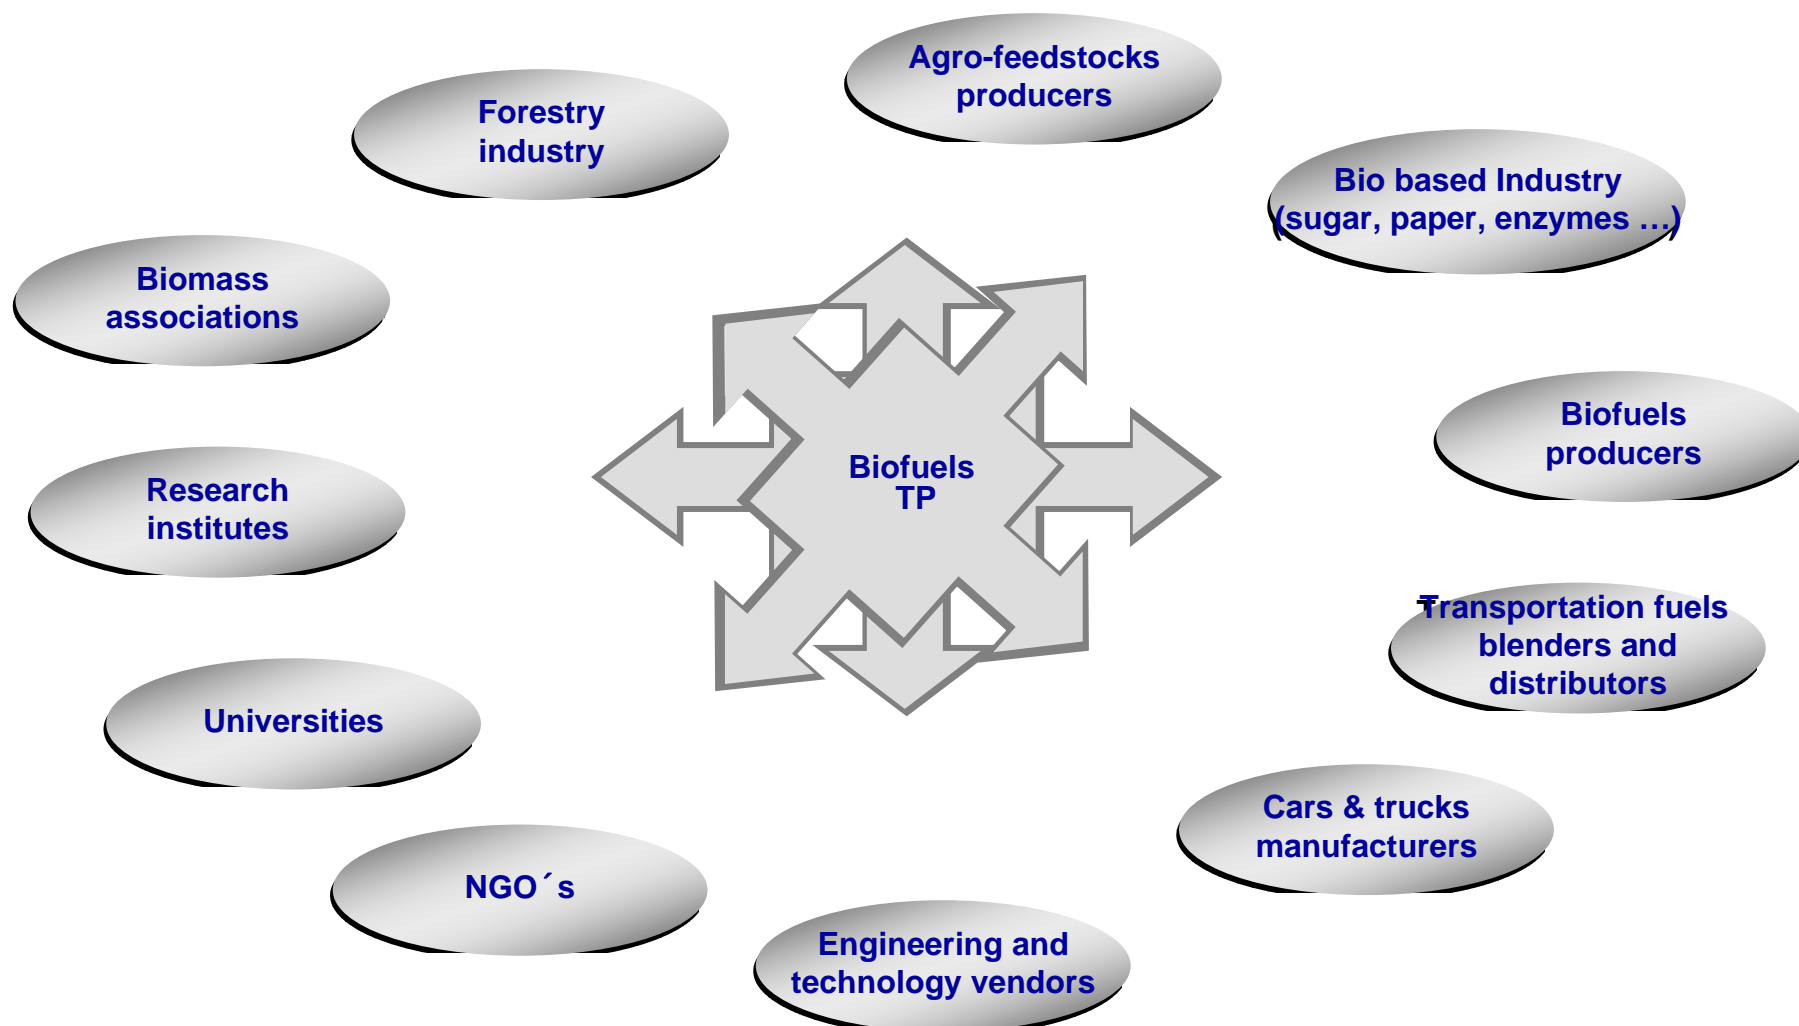 Agro-feedstocks
producers
Forestry
industry
Bio based Industry
(sugar, paper, enzymes …)
Biomass
associations
Biofuels
producers
Biofuels
TP
Research
institutes
Transportation fuels
blenders and
distributors
Universities
Cars & trucks
manufacturers
NGO´s
Engineering and
technology vendors